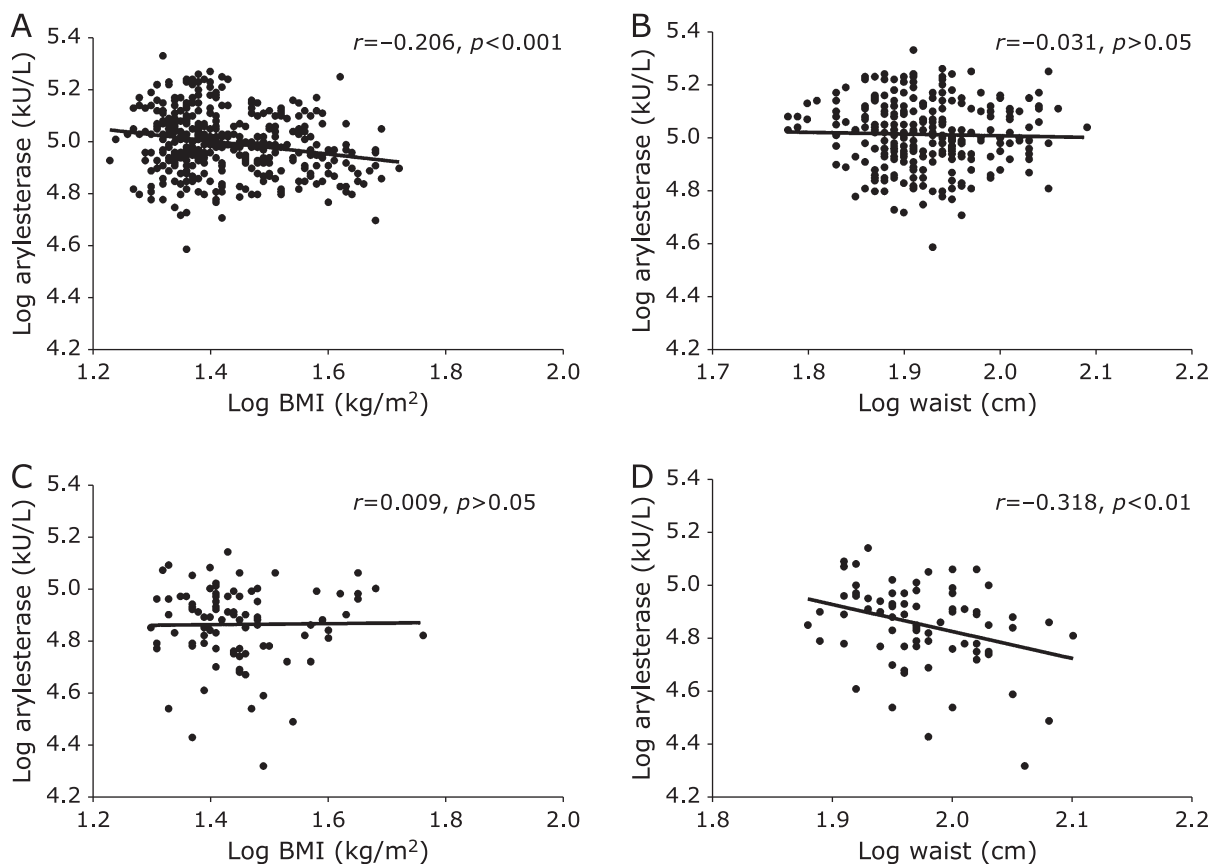 A
r=–0.206, p<0.001
Log arylesterase (kU/L)
5.4
5.2
5.0
4.8
4.6
4.4
4.2
1.2 1.4 1.6 1.8 2.0
Log BMI (kg/m²)
B
r=–0.031, p>0.05
Log arylesterase (kU/L)
5.4
5.2
5.0
4.8
4.6
4.4
4.2
1.7 1.8 1.9 2.0 2.1 2.2
Log waist (cm)
C
r=0.009, p>0.05
Log arylesterase (kU/L)
5.4
5.2
5.0
4.8
4.6
4.4
4.2
1.2 1.4 1.6 1.8 2.0
Log BMI (kg/m²)
D
r=–0.318, p<0.01
Log arylesterase (kU/L)
5.4
5.2
5.0
4.8
4.6
4.4
4.2
1.8 1.9 2.0 2.1 2.2
Log waist (cm)